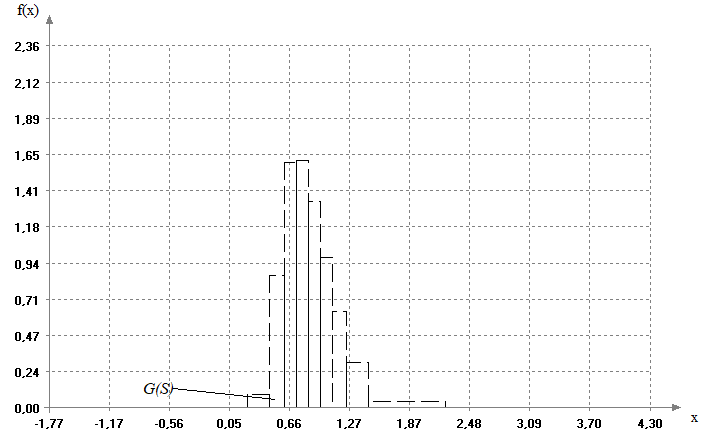 f(x)
2,36
2,12
1,89
1,65
1,41
1,18
0,94
0,71
0,47
0,24
0,00
G(S)
-1,77 -1,17 -0,56 0,05 0,66 1,27 1,87 2,48 3,09 3,70 4,30
x